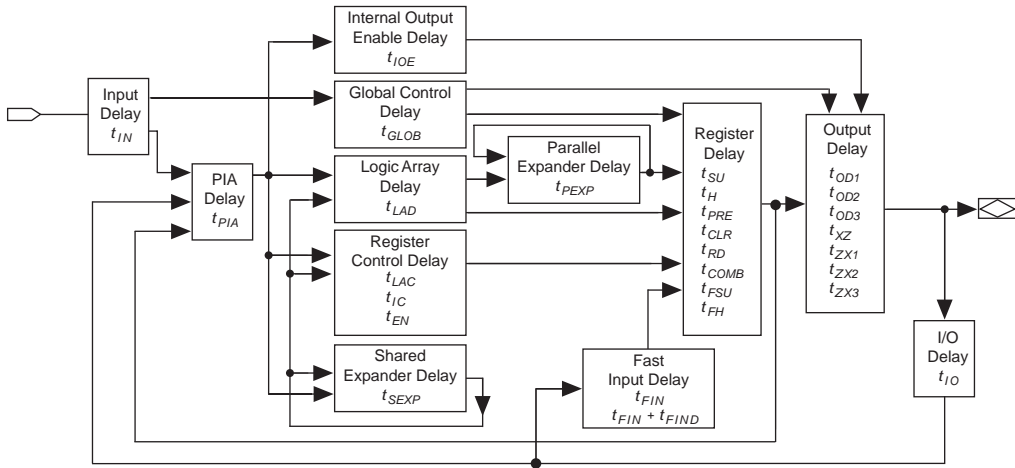 Internal Output
Enable Delay
tIOE
Input
Delay
tIN
Global Control
Delay
tGLOB
PIA
Delay
tPIA
Logic Array
Delay
tLAD
Parallel
Expander Delay
tPEXP
Register
Control Delay
tLAC
tIC
tEN
Shared
Expander Delay
tSEXP
Fast
Input Delay
tFIN
tFIN + tFIND
Register
Delay
tSU
tH
tPRE
tCLR
tRD
tCOMB
tFSU
tFH
Output
Delay
tOD1
tOD2
tOD3
tXZ
tZX1
tZX2
tZX3
I/O
Delay
tIO